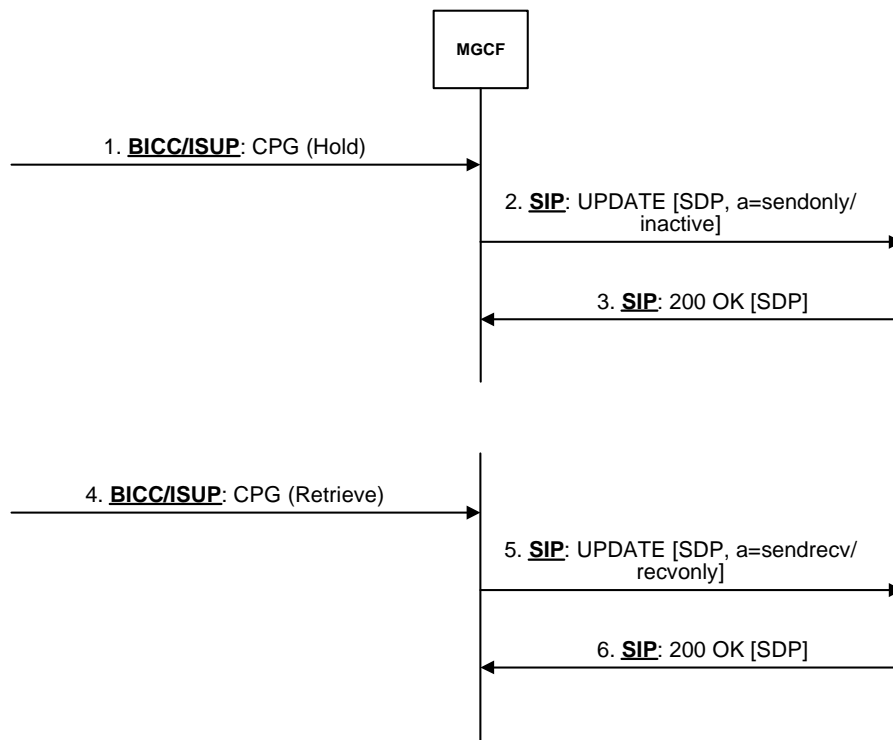 MGCF
1. BICC/ISUP: CPG (Hold)
2. SIP: UPDATE [SDP, a=sendonly/
inactive]
3. SIP: 200 OK [SDP]
4. BICC/ISUP: CPG (Retrieve)
5. SIP: UPDATE [SDP, a=sendrecv/
recvonly]
6. SIP: 200 OK [SDP]